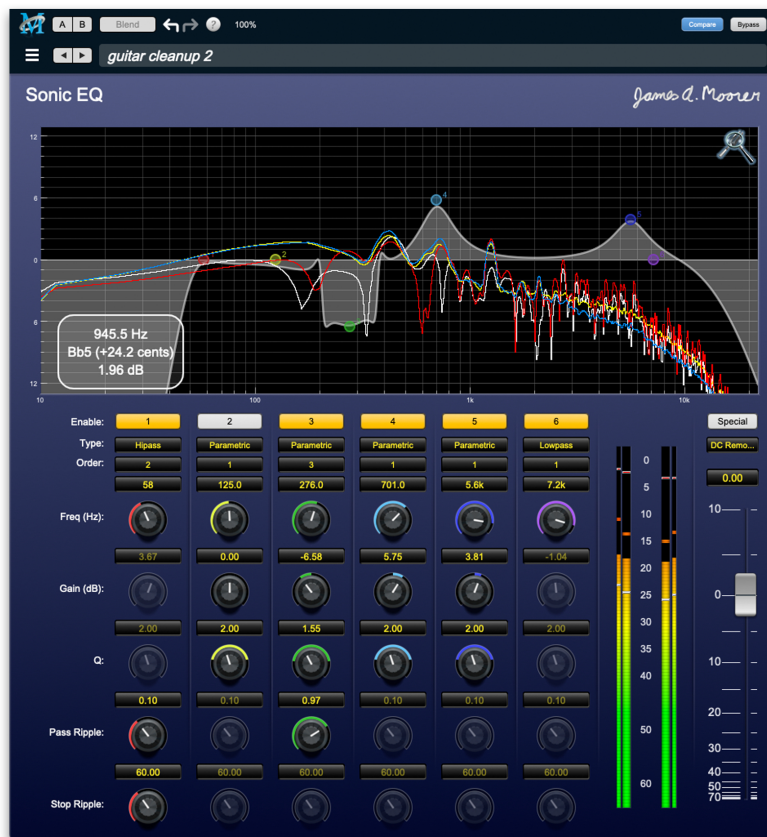 M A B Blend ? 100% Compare Bypass
guitar cleanup 2
Sonic EQ James A. Moorer
12
6
0
6
12
2 4 5
945.5 Hz
Bb5 (+24.2 cents)
1.96 dB
10 100 1k 10k
Enable: 1 2 3 4 5 6 Special
Type: Hipass Parametric Parametric Parametric Parametric Lowpass DC Remo...
Order: 2 1 3 1 1 1
58 125.0 276.0 701.0 5.6k 7.2k 0.00
Freq (Hz):
3.67 0.00 -6.58 5.75 3.81 -1.04
Gain (dB):
2.00 2.00 1.55 2.00 2.00 2.00
Q:
0.10 0.10 0.97 0.10 0.10 0.10
Pass Ripple:
60.00 60.00 60.00 60.00 60.00 60.00
Stop Ripple:
0
5
10
15
20
25
30
35
40
50
60
10
0
10
20
30
40
50
70